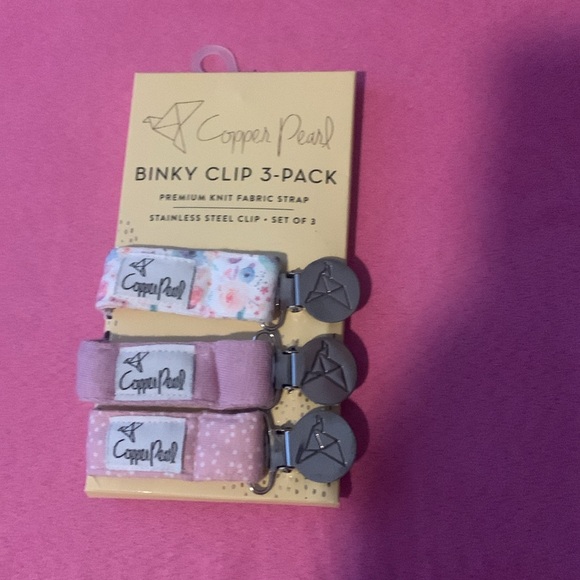 Copper Pearl
BINKY CLIP 3-PACK
PREMIUM KNIT FABRIC STRAP
STAINLESS STEEL CLIP • SET OF 3
Copper Pearl
Copper Pearl
Copper Pearl